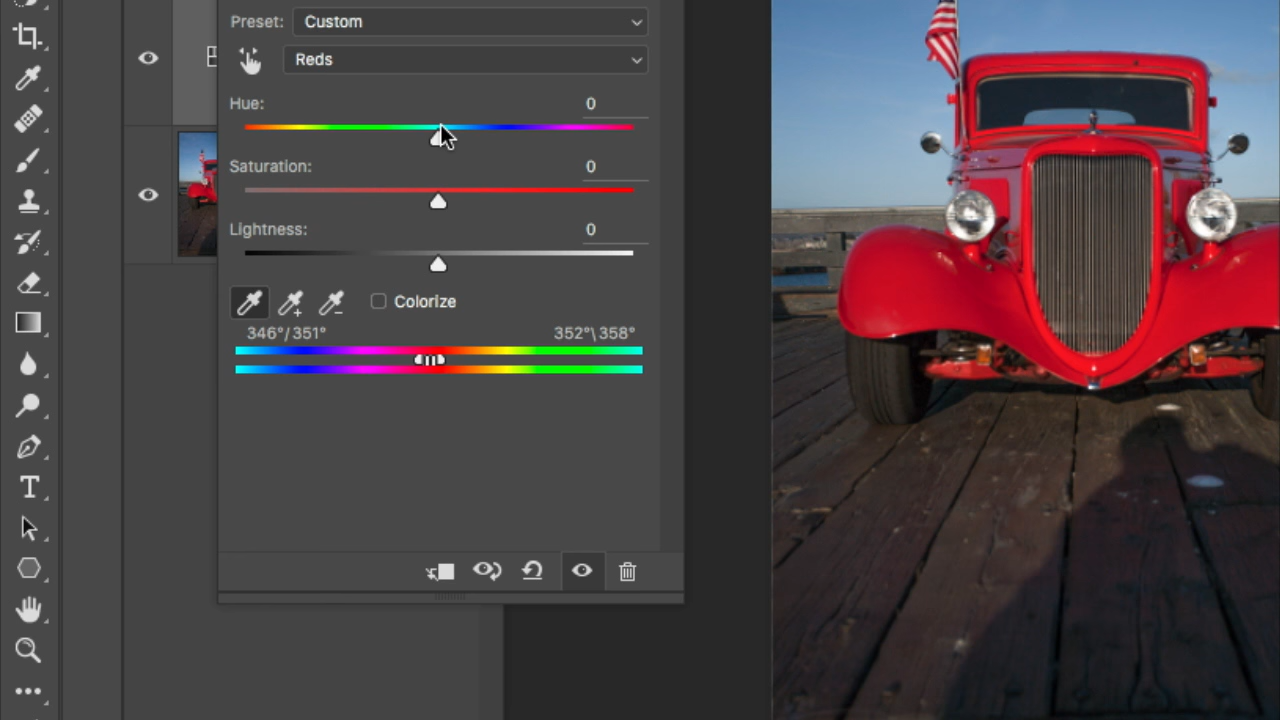 Preset: Custom
Reds
Hue: 0
Saturation: 0
Lightness: 0
Colorize
346°/351° 352°\358°